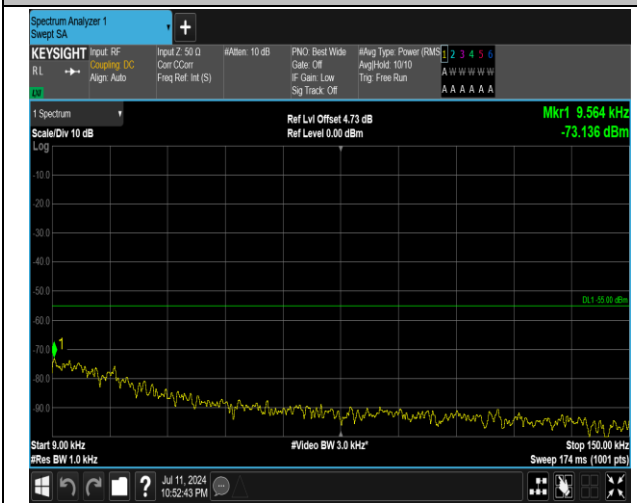 Spectrum Analyzer 1
Swept SA
+
KEYSIGHT
RL
LXI
Input: RF
Coupling: DC
Align: Auto
Input Z: 50 Ω
Corr CCorr
Freq Ref: Int (S)
#Atten: 10 dB
PNO: Best Wide
Gate: Off
IF Gain: Low
Sig Track: Off
#Avg Type: Power (RMS
Avg|Hold: 10/10
Trig: Free Run
1 2 3 4 5 6
A W W W W W
A A A A A A
1 Spectrum
Scale/Div 10 dB
Log
Ref Lvl Offset 4.73 dB
Ref Level 0.00 dBm
Mkr1 9.564 kHz
-73.136 dBm
-10.0
-20.0
-30.0
-40.0
-50.0
DL1 -55.00 dBm
-60.0
-70.0
1
-80.0
-90.0
Start 9.00 kHz
#Video BW 3.0 kHz*
Stop 150.00 kHz
#Res BW 1.0 kHz
Sweep 174 ms (1001 pts)
?
Jul 11, 2024
10:52:43 PM